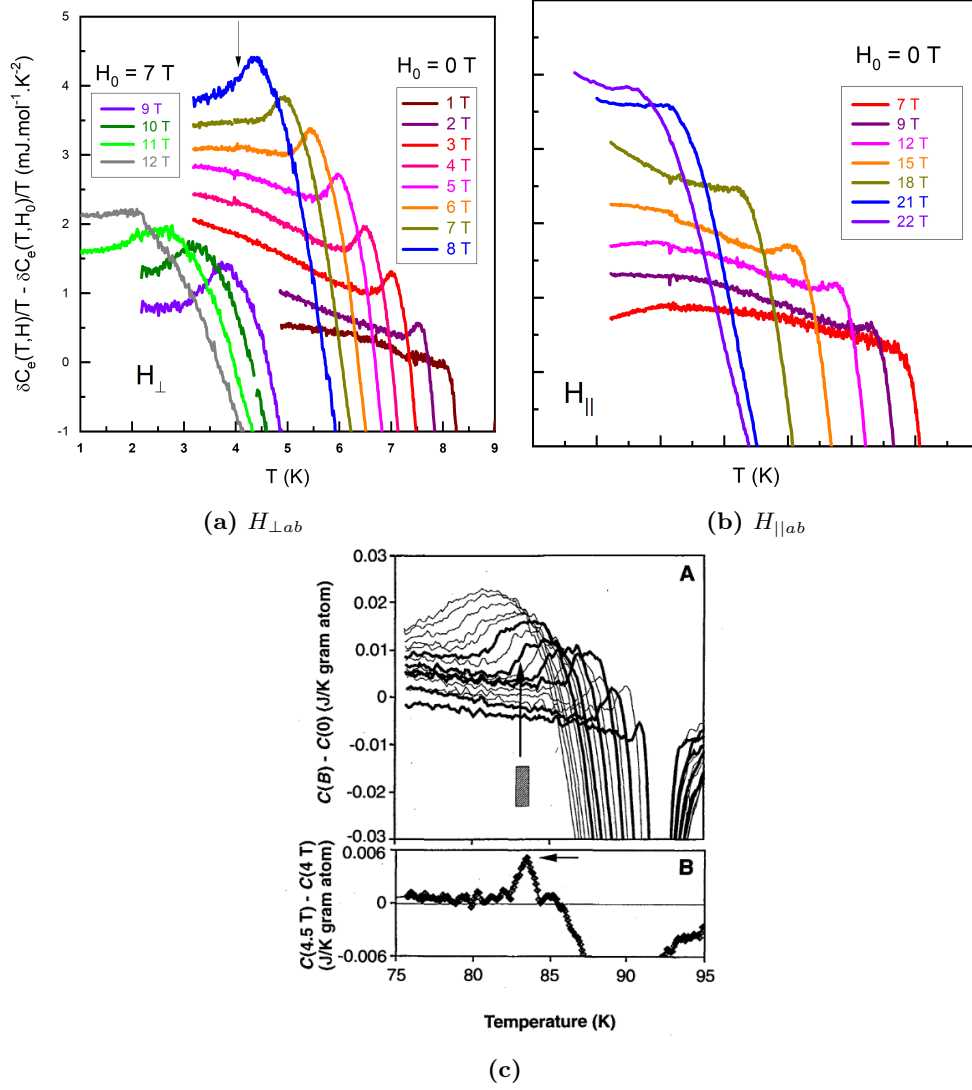 δCₑ(T,H)/T - δCₑ(T,H₀)/T (mJ.mol⁻¹.K⁻²)
5
4
3
2
1
0
-1
H₀ = 7 T
9 T
10 T
11 T
12 T
H₀ = 0 T
1 T
2 T
3 T
4 T
5 T
6 T
7 T
8 T
H⊥
1 2 3 4 5 6 7 8 9
T (K)
(a) H⊥ab
H₀ = 0 T
7 T
9 T
12 T
15 T
18 T
21 T
22 T
H||
T (K)
(b) H||ab
C(B) - C(0) (J/K gram atom)
0.03
0.02
0.01
0
-0.01
-0.02
-0.03
A
C(4.5 T) - C(4 T)
(J/K gram atom)
0.006
0
-0.006
B
75 80 85 90 95
Temperature (K)
(c)